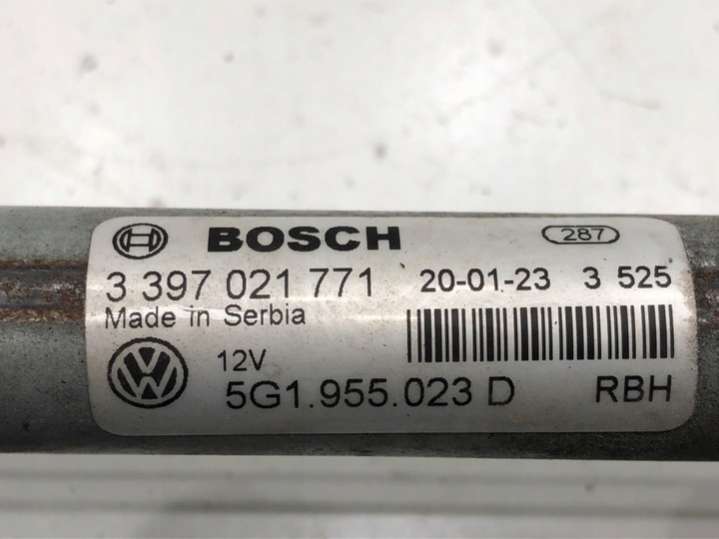 BOSCH 287
3 397 021 771 20-01-23 3 525
Made in Serbia
12V
5G1.955.023 D RBH